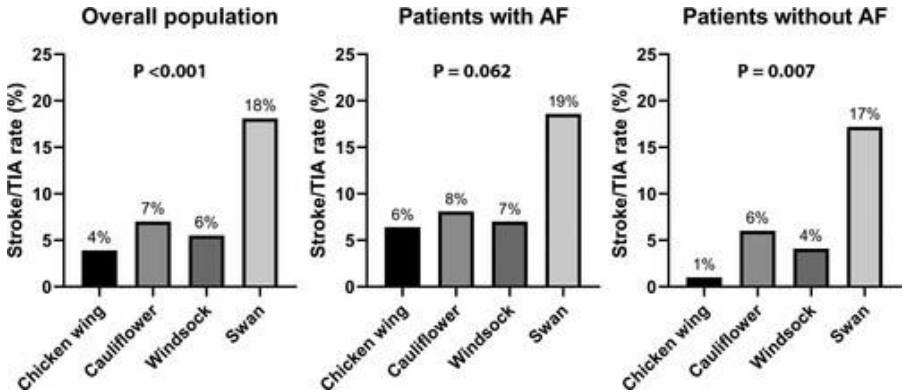 Overall population
Patients with AF
Patients without AF
Stroke/TIA rate (%)
25
20
15
10
5
0
P <0.001
4%
7%
6%
18%
Chicken wing
Cauliflower
Windsock
Swan
Stroke/TIA rate (%)
25
20
15
10
5
0
P = 0.062
6%
8%
7%
19%
Chicken wing
Cauliflower
Windsock
Swan
Stroke/TIA rate (%)
25
20
15
10
5
0
P = 0.007
1%
6%
4%
17%
Chicken wing
Cauliflower
Windsock
Swan